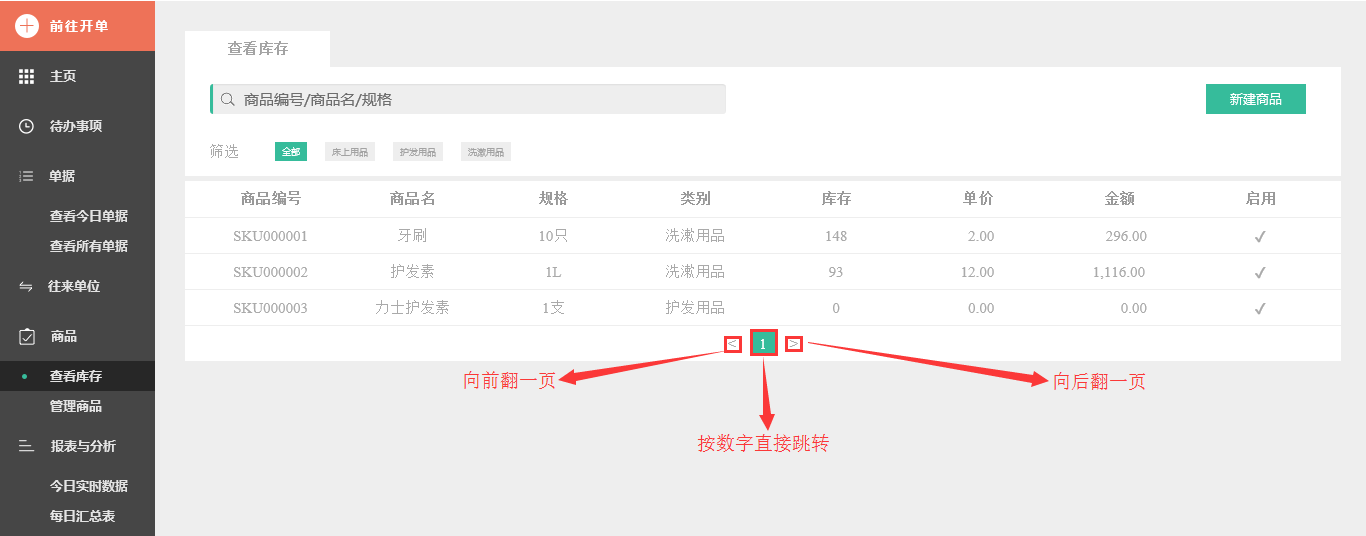 前往开单
主页
待办事项
单据
查看今日单据
查看所有单据
往来单位
商品
查看库存
管理商品
报表与分析
今日实时数据
每日汇总表
查看库存
商品编号/商品名/规格
新建商品
筛选 全部 床上用品 护发用品 洗漱用品
商品编号 商品名 规格 类别 库存 单价 金额 启用
SKU000001 牙刷 10只 洗漱用品 148 2.00 296.00 ✓
SKU000002 护发素 1L 洗漱用品 93 12.00 1,116.00 ✓
SKU000003 力士护发素 1支 护发用品 0 0.00 0.00 ✓
< 1 >
向前翻一页
向后翻一页
按数字直接跳转